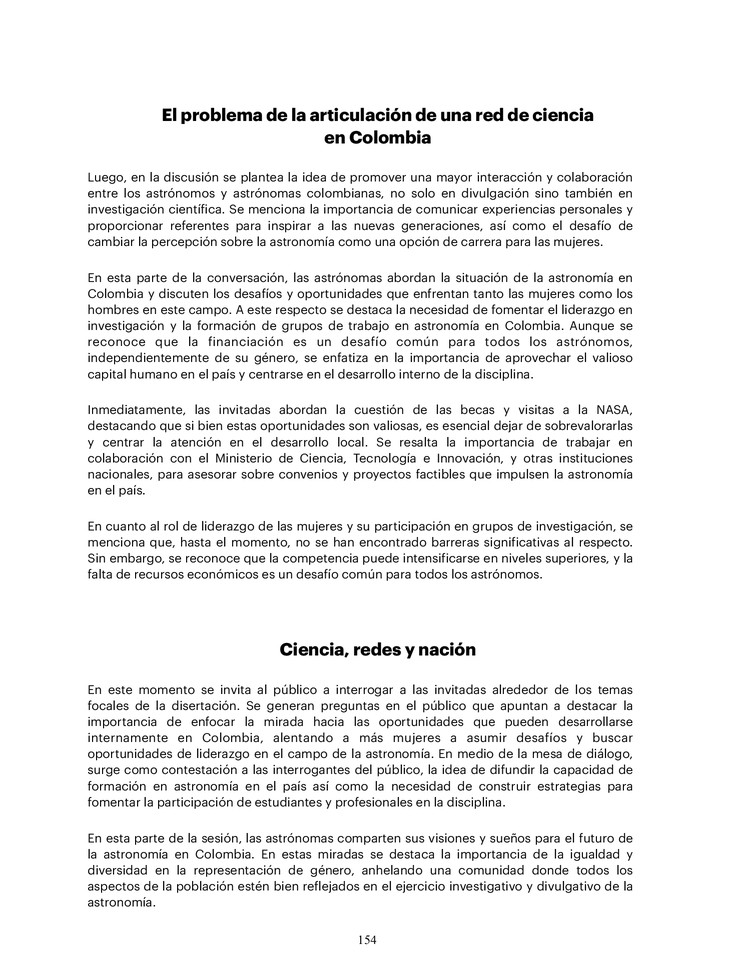 El problema de la articulación de una red de ciencia
en Colombia
Luego, en la discusión se plantea la idea de promover una mayor interacción y colaboración
entre los astrónomos y astrónomas colombianas, no solo en divulgación sino también en
investigación científica. Se menciona la importancia de comunicar experiencias personales y
proporcionar referentes para inspirar a las nuevas generaciones, así como el desafío de
cambiar la percepción sobre la astronomía como una opción de carrera para las mujeres.
En esta parte de la conversación, las astrónomas abordan la situación de la astronomía en
Colombia y discuten los desafíos y oportunidades que enfrentan tanto las mujeres como los
hombres en este campo. A este respecto se destaca la necesidad de fomentar el liderazgo en
investigación y la formación de grupos de trabajo en astronomía en Colombia. Aunque se
reconoce que la financiación es un desafío común para todos los astrónomos,
independientemente de su género, se enfatiza en la importancia de aprovechar el valioso
capital humano en el país y centrarse en el desarrollo interno de la disciplina.
Inmediatamente, las invitadas abordan la cuestión de las becas y visitas a la NASA,
destacando que si bien estas oportunidades son valiosas, es esencial dejar de sobrevalorarlas
y centrar la atención en el desarrollo local. Se resalta la importancia de trabajar en
colaboración con el Ministerio de Ciencia, Tecnología e Innovación, y otras instituciones
nacionales, para asesorar sobre convenios y proyectos factibles que impulsen la astronomía
en el país.
En cuanto al rol de liderazgo de las mujeres y su participación en grupos de investigación, se
menciona que, hasta el momento, no se han encontrado barreras significativas al respecto.
Sin embargo, se reconoce que la competencia puede intensificarse en niveles superiores, y la
falta de recursos económicos es un desafío común para todos los astrónomos.
Ciencia, redes y nación
En este momento se invita al público a interrogar a las invitadas alrededor de los temas
focales de la disertación. Se generan preguntas en el público que apuntan a destacar la
importancia de enfocar la mirada hacia las oportunidades que pueden desarrollarse
internamente en Colombia, alentando a más mujeres a asumir desafíos y buscar
oportunidades de liderazgo en el campo de la astronomía. En medio de la mesa de diálogo,
surge como contestación a las interrogantes del público, la idea de difundir la capacidad de
formación en astronomía en el país así como la necesidad de construir estrategias para
fomentar la participación de estudiantes y profesionales en la disciplina.
En esta parte de la sesión, las astrónomas comparten sus visiones y sueños para el futuro de
la astronomía en Colombia. En estas miradas se destaca la importancia de la igualdad y
diversidad en la representación de género, anhelando una comunidad donde todos los
aspectos de la población estén bien reflejados en el ejercicio investigativo y divulgativo de la
astronomía.
154